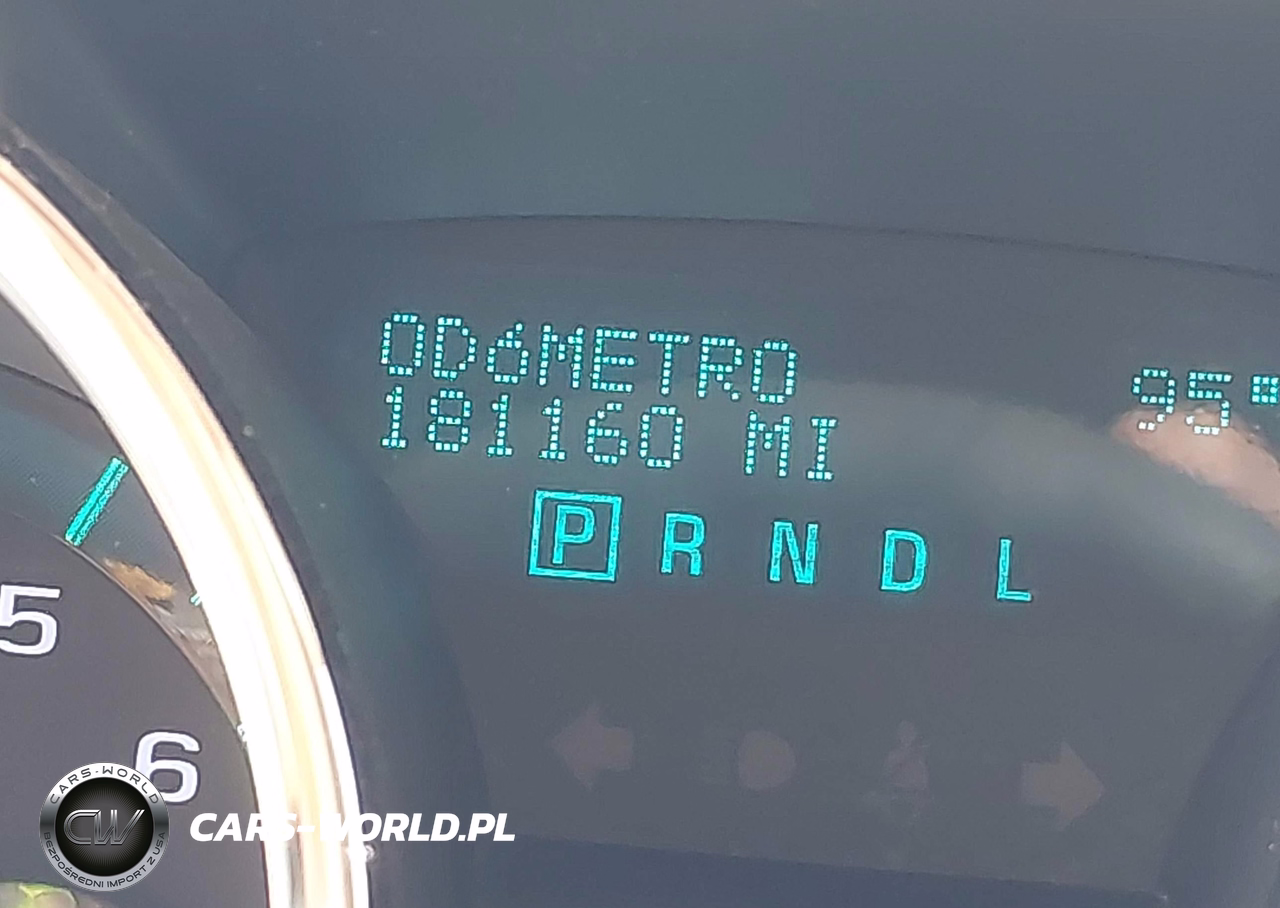 ODóMETRO
95°
181160 MI
P R N D L
5
6
CARS-WORLD
CW
BEZPOŚREDNI IMPORT Z USA
CARS-WORLD.PL